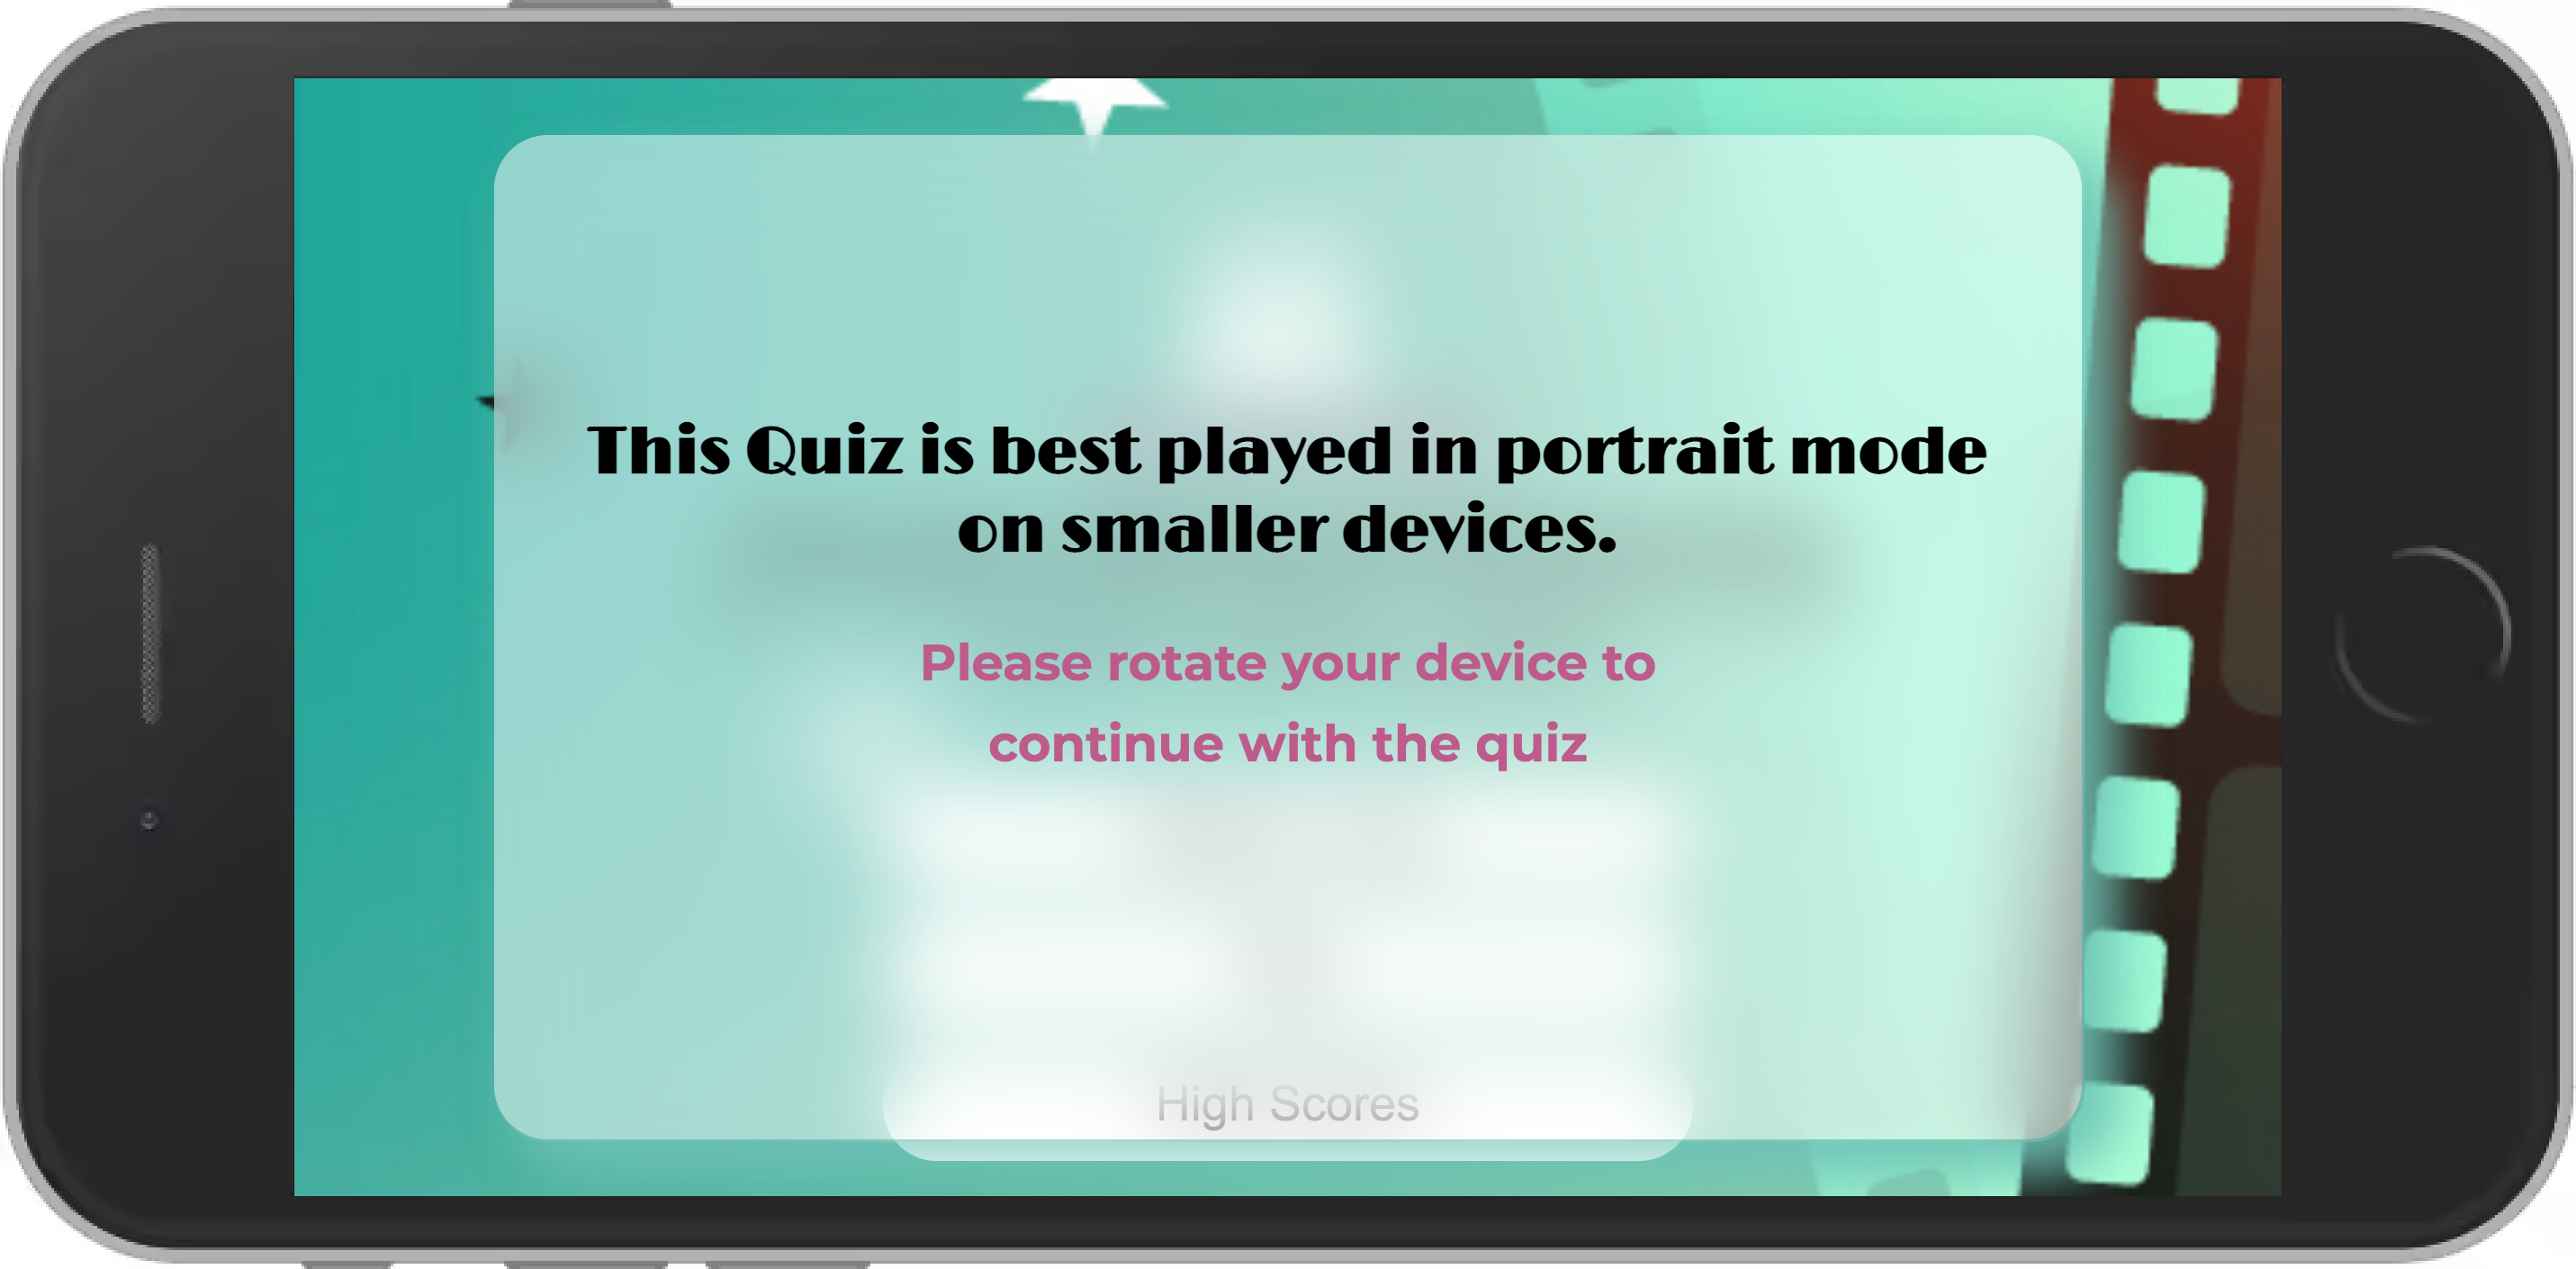 This Quiz is best played in portrait mode
on smaller devices.
Please rotate your device to
continue with the quiz
High Scores